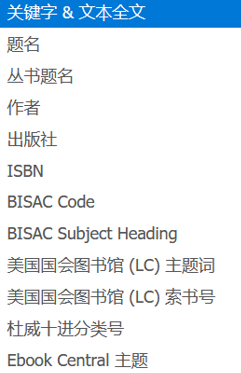 关键字 & 文本全文
题名
丛书题名
作者
出版社
ISBN
BISAC Code
BISAC Subject Heading
美国国会图书馆 (LC) 主题词
美国国会图书馆 (LC) 索书号
杜威十进分类号
Ebook Central 主题